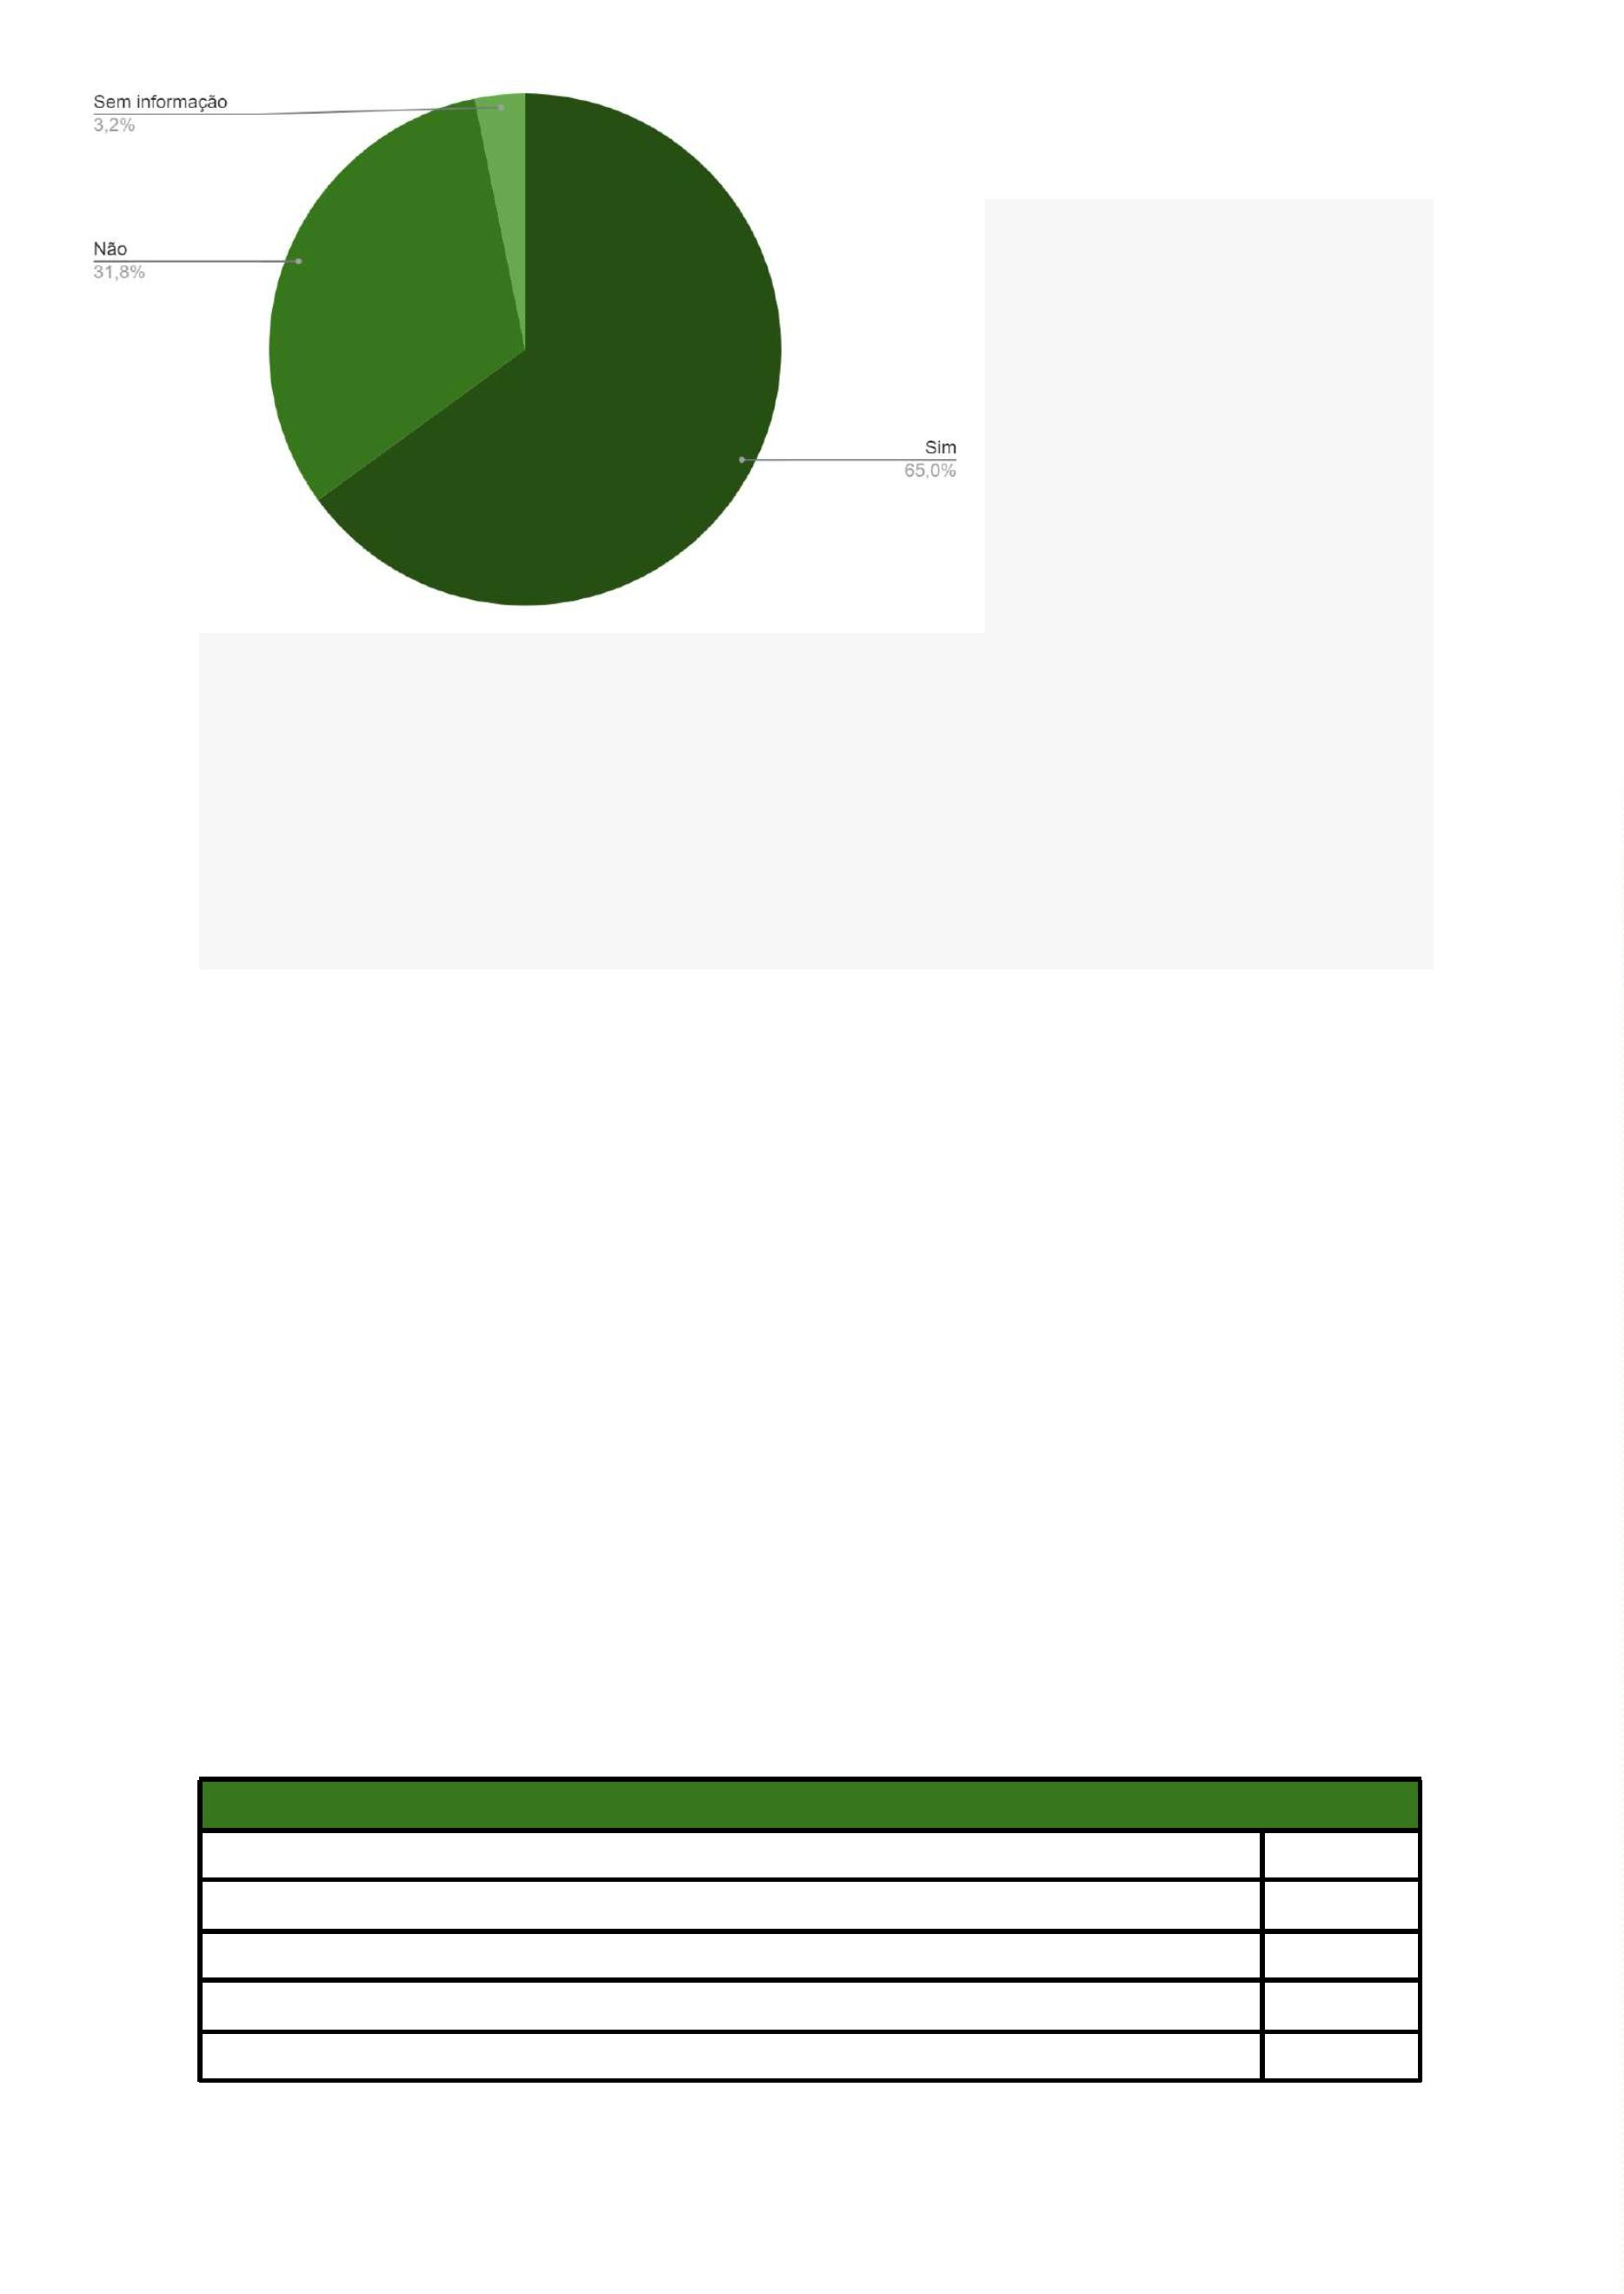 Sem informação
3,2%
Não
31,8%
Sim
65,0%